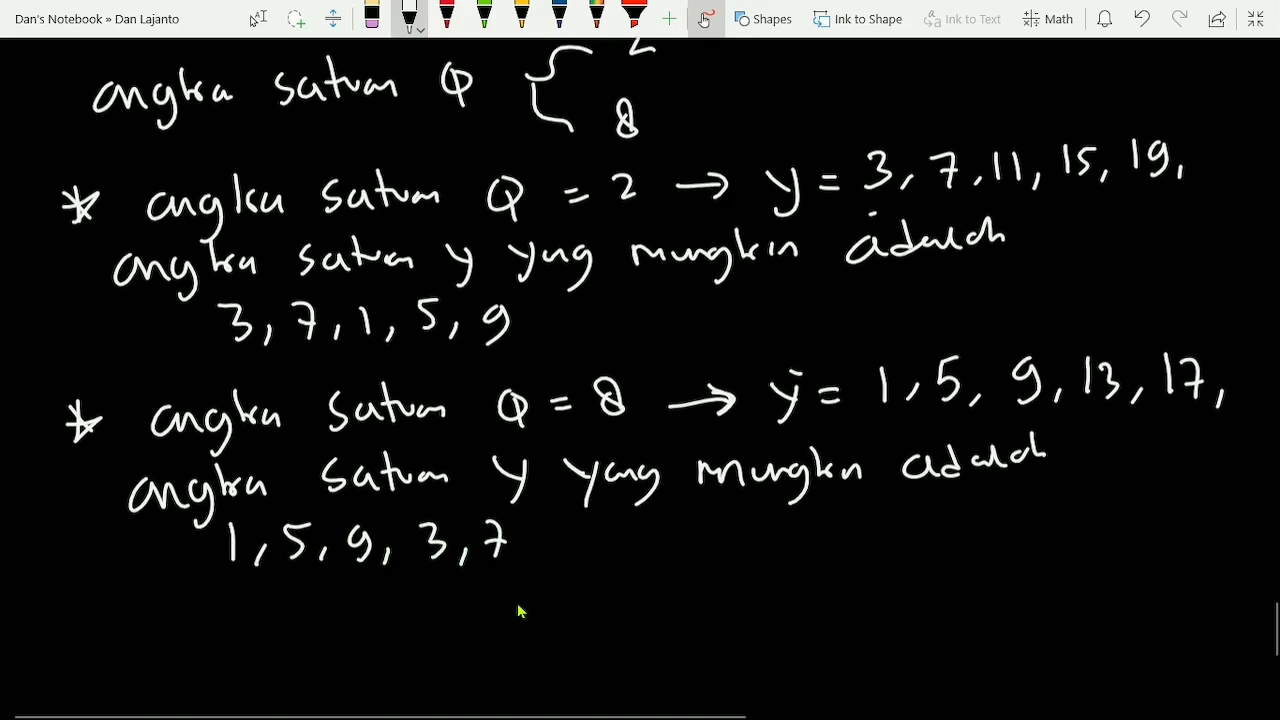 Dan's Notebook » Dan Lajanto
Shapes
Ink to Shape
Ink to Text
Math
angka satuan Q { 2
8
* angka satuan Q = 2 → y = 3, 7, 11, 15, 19,
angka satuan y yang mungkin adalah
3, 7, 1, 5, 9
* angka satuan Q = 8 → y = 1, 5, 9, 13, 17,
angka satuan y yang mungkin adalah
1, 5, 9, 3, 7